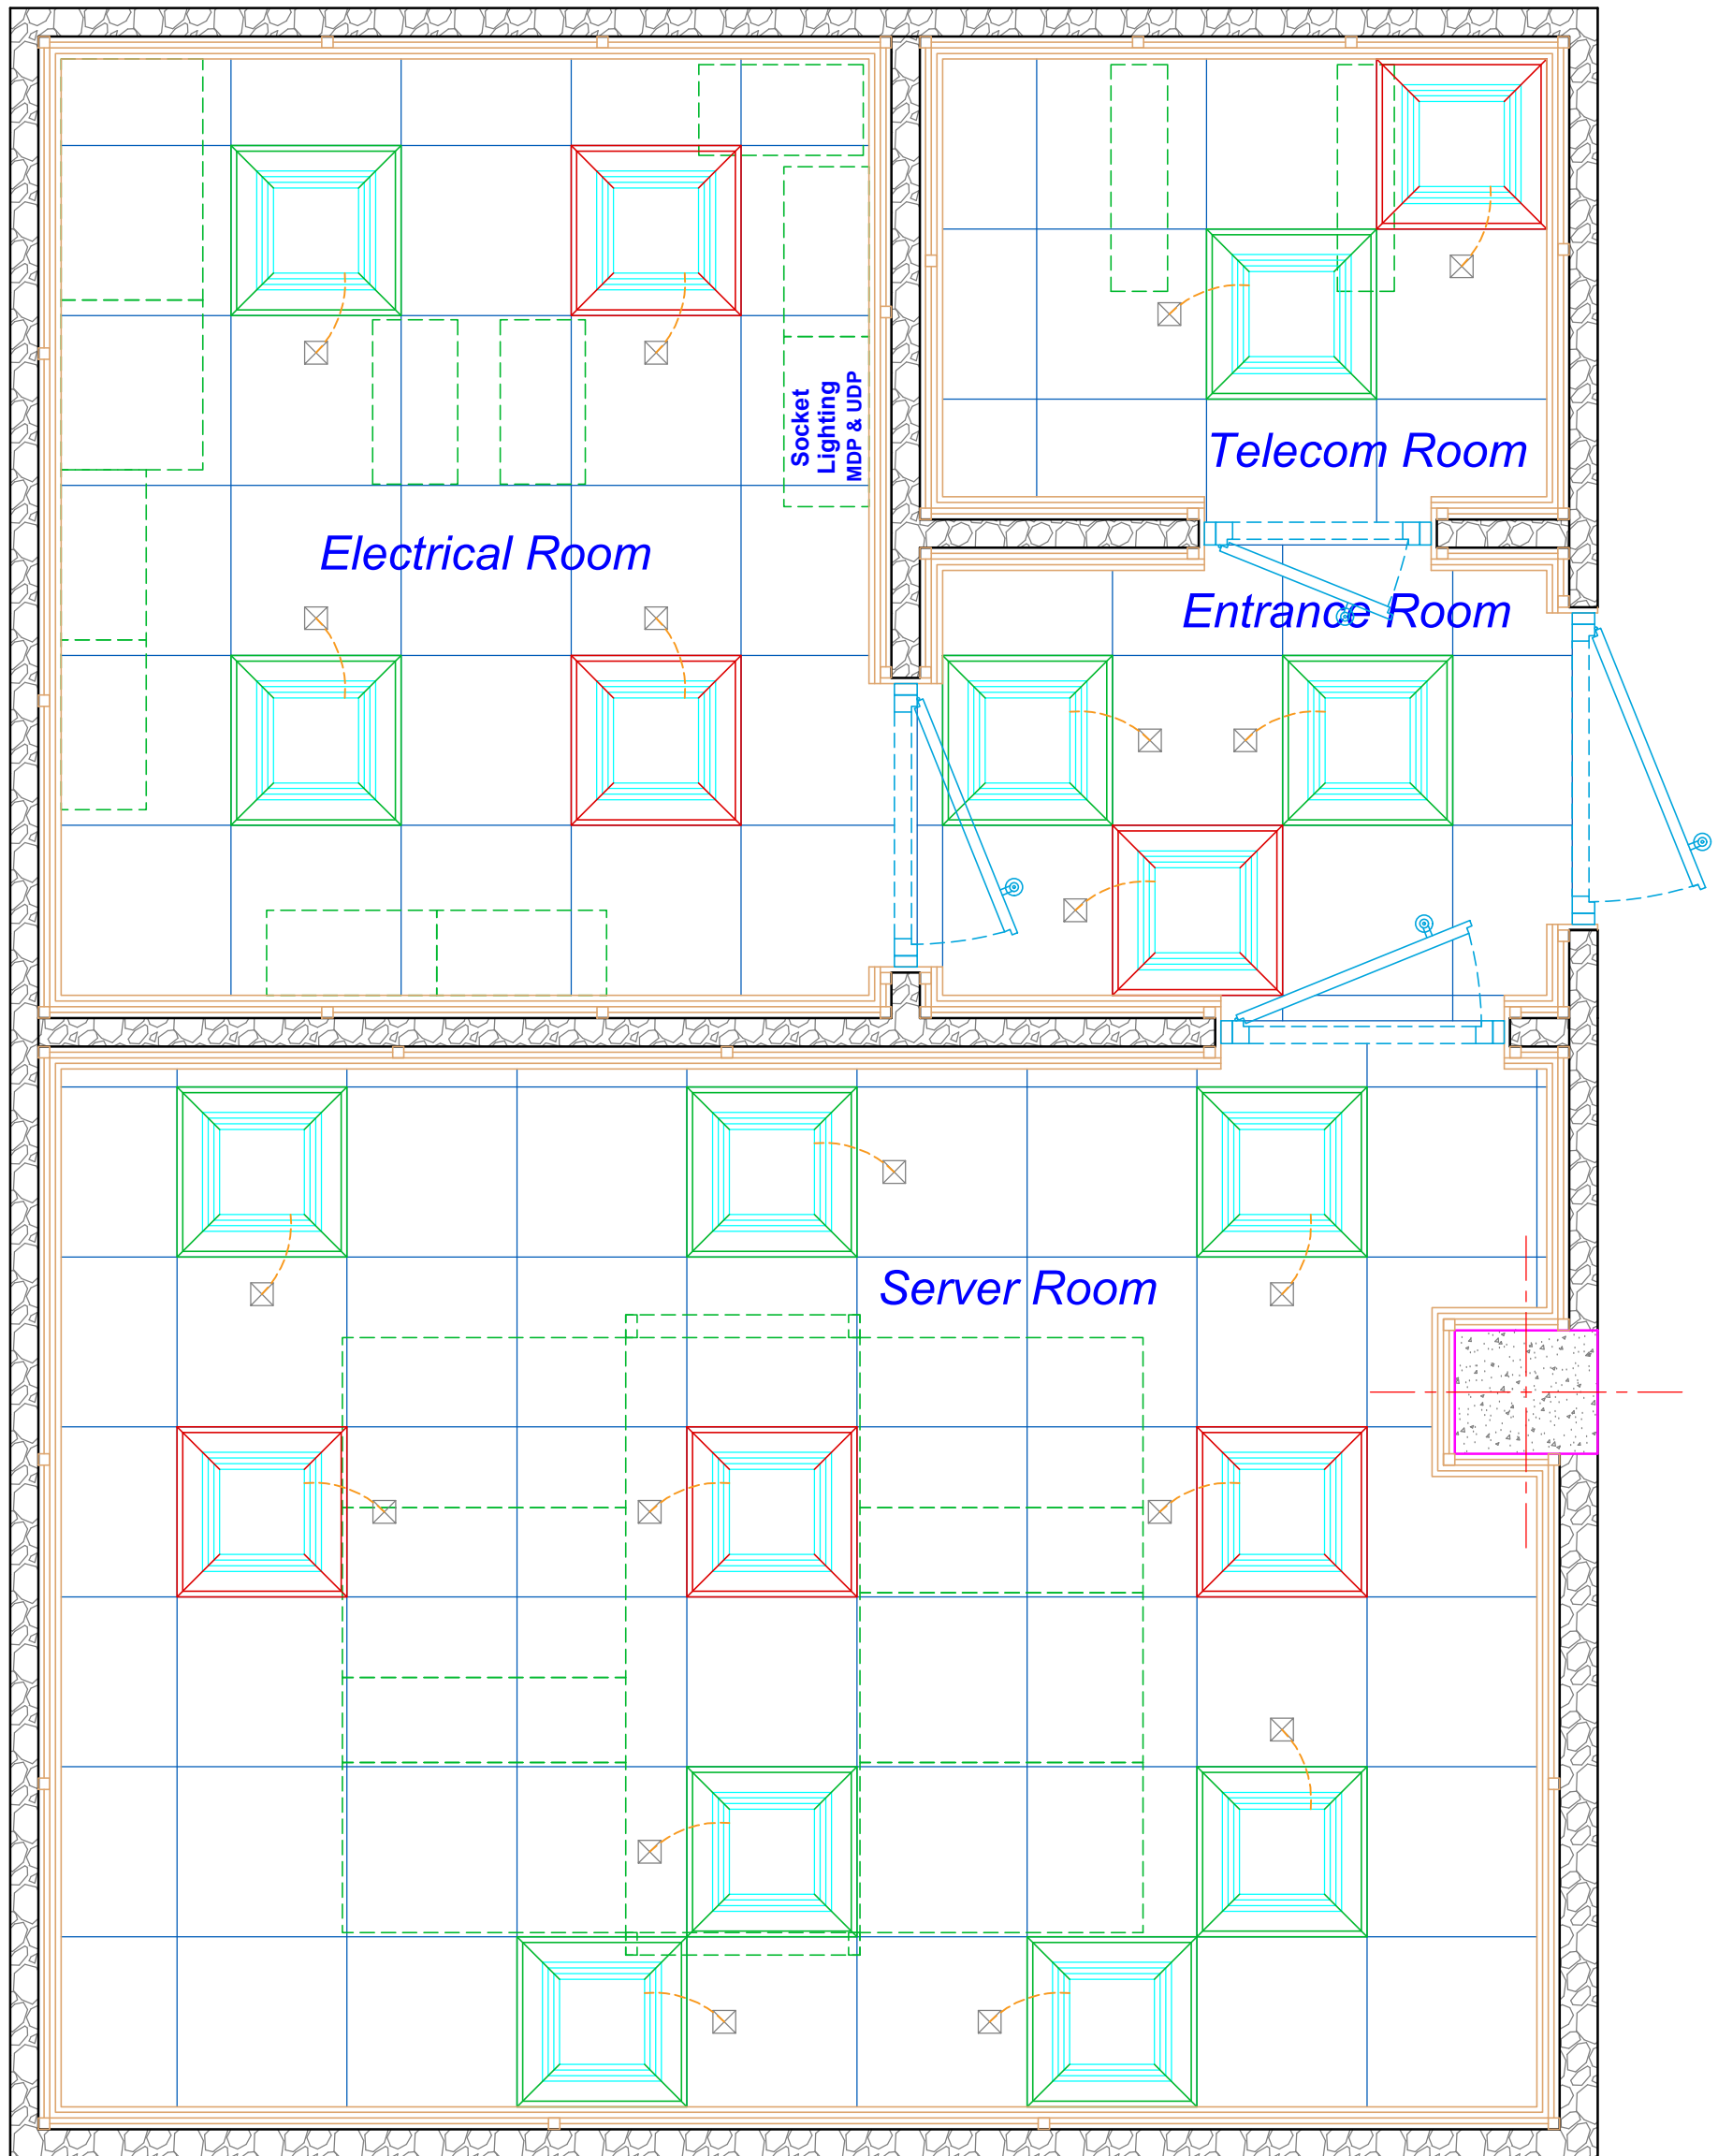 Socket
Lighting
MDP & UDP
Telecom Room
Electrical Room
Entrance Room
Server Room